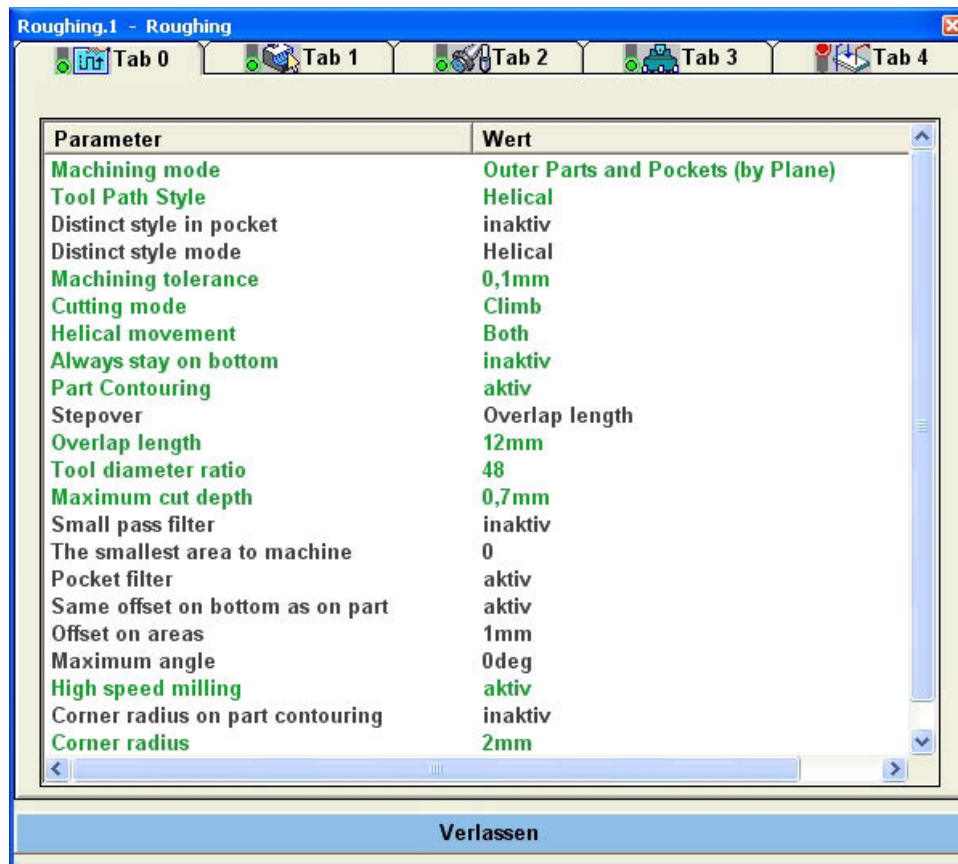 Roughing.1 - Roughing
Tab 0 Tab 1 Tab 2 Tab 3 Tab 4
Parameter Wert
Machining mode Outer Parts and Pockets (by Plane)
Tool Path Style Helical
Distinct style in pocket inaktiv
Distinct style mode Helical
Machining tolerance 0,1mm
Cutting mode Climb
Helical movement Both
Always stay on bottom inaktiv
Part Contouring aktiv
Stepover Overlap length
Overlap length 12mm
Tool diameter ratio 48
Maximum cut depth 0,7mm
Small pass filter inaktiv
The smallest area to machine 0
Pocket filter aktiv
Same offset on bottom as on part aktiv
Offset on areas 1mm
Maximum angle 0deg
High speed milling aktiv
Corner radius on part contouring inaktiv
Corner radius 2mm
Verlassen